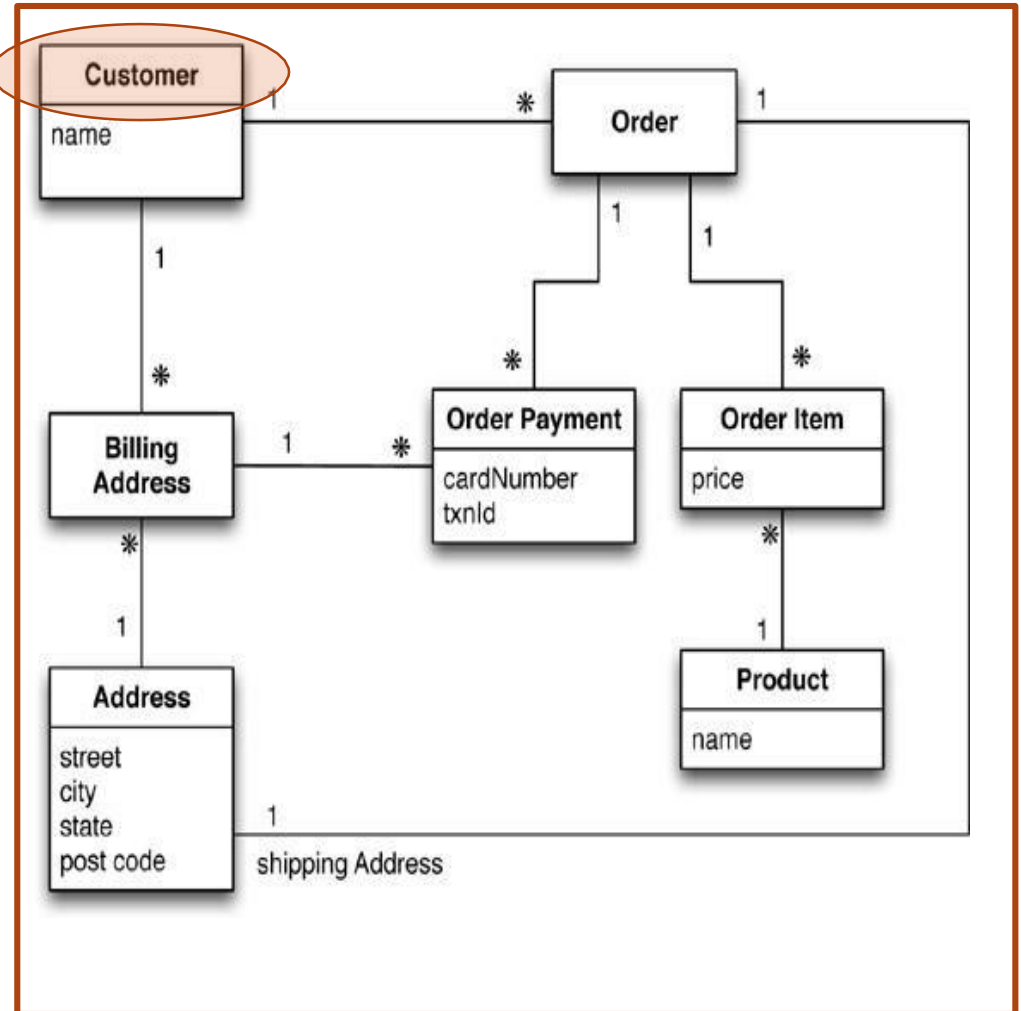 Customer
name
1
*
Order
1
1
*
1
*
1
*
Billing
Address
1
*
Order Payment
cardNumber
txnId
Order Item
price
*
1
*
1
Product
name
Address
street
city
state
post code
1
shipping Address